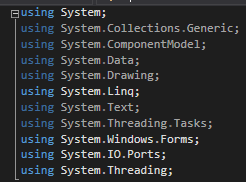 using System;
using System.Collections.Generic;
using System.ComponentModel;
using System.Data;
using System.Drawing;
using System.Linq;
using System.Text;
using System.Threading.Tasks;
using System.Windows.Forms;
using System.IO.Ports;
using System.Threading;